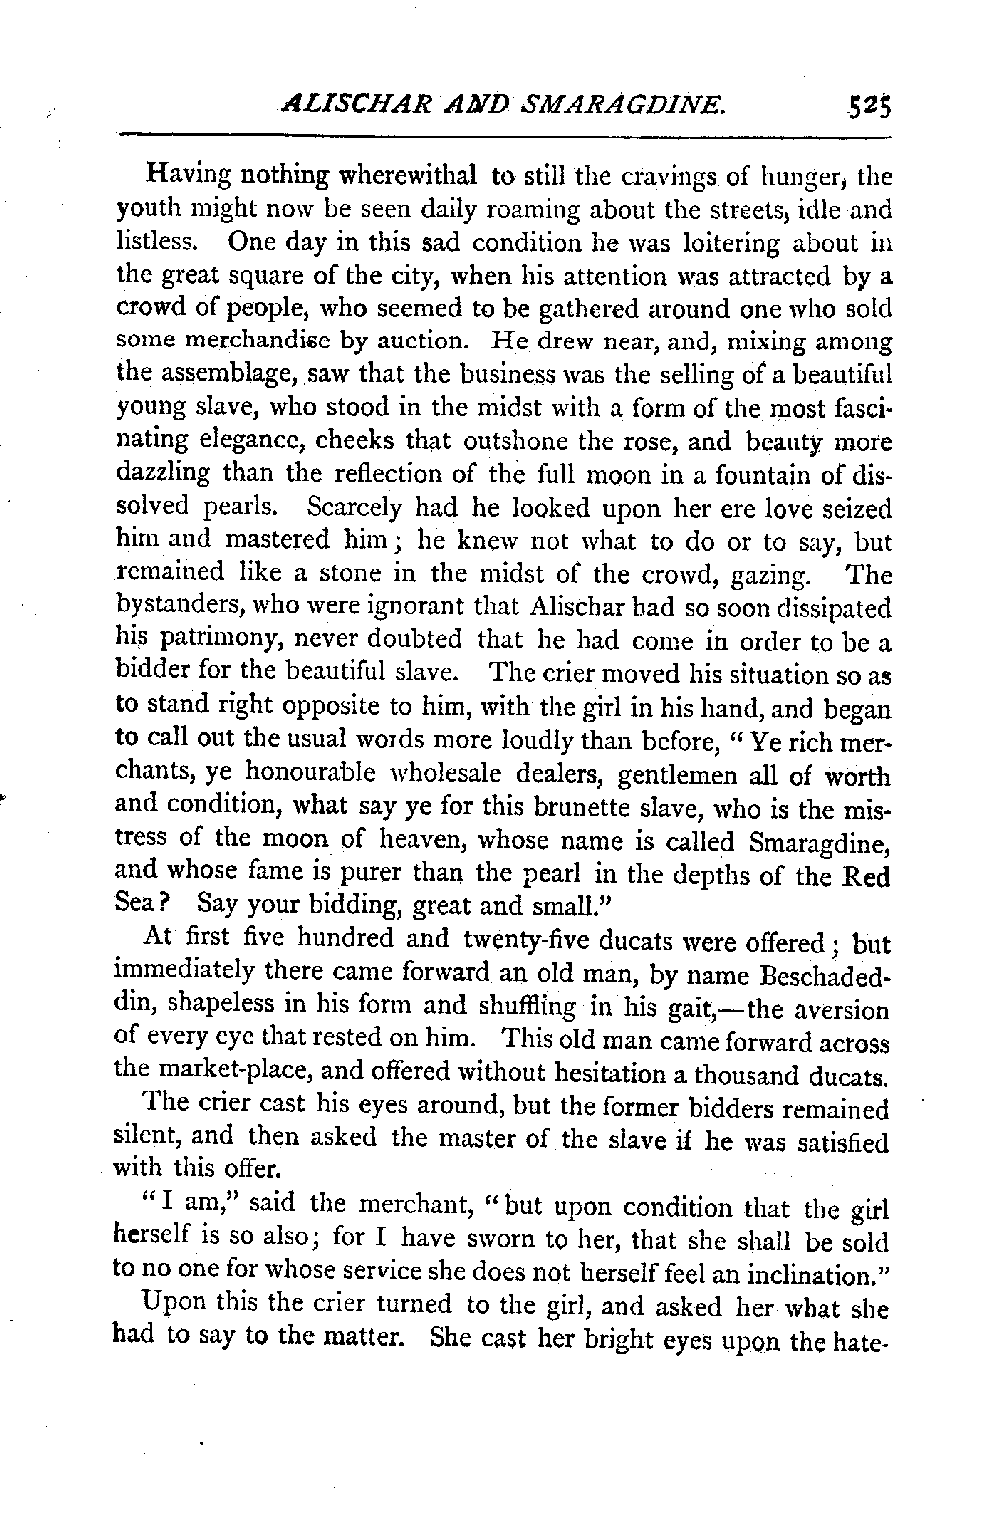 ALISCHAR AND SMARAGDINE. 525
Having nothing wherewithal to still the cravings of hunger, the
youth might now be seen daily roaming about the streets, idle and
listless. One day in this sad condition he was loitering about in
the great square of the city, when his attention was attracted by a
crowd of people, who seemed to be gathered around one who sold
some merchandise by auction. He drew near, and, mixing among
the assemblage, saw that the business was the selling of a beautiful
young slave, who stood in the midst with a form of the most fasci-
nating elegance, cheeks that outshone the rose, and beauty more
dazzling than the reflection of the full moon in a fountain of dis-
solved pearls. Scarcely had he looked upon her ere love seized
him and mastered him; he knew not what to do or to say, but
remained like a stone in the midst of the crowd, gazing. The
bystanders, who were ignorant that Alischar had so soon dissipated
his patrimony, never doubted that he had come in order to be a
bidder for the beautiful slave. The crier moved his situation so as
to stand right opposite to him, with the girl in his hand, and began
to call out the usual words more loudly than before, “Ye rich mer-
chants, ye honourable wholesale dealers, gentlemen all of worth
and condition, what say ye for this brunette slave, who is the mis-
tress of the moon of heaven, whose name is called Smaragdine,
and whose fame is purer than the pearl in the depths of the Red
Sea? Say your bidding, great and small.”
At first five hundred and twenty-five ducats were offered; but
immediately there came forward an old man, by name Beschaded-
din, shapeless in his form and shuffling in his gait,—the aversion
of every eye that rested on him. This old man came forward across
the market-place, and offered without hesitation a thousand ducats.
The crier cast his eyes around, but the former bidders remained
silent, and then asked the master of the slave if he was satisfied
with this offer.
“I am,” said the merchant, “but upon condition that the girl
herself is so also; for I have sworn to her, that she shall be sold
to no one for whose service she does not herself feel an inclination.”
Upon this the crier turned to the girl, and asked her what she
had to say to the matter. She cast her bright eyes upon the hate-